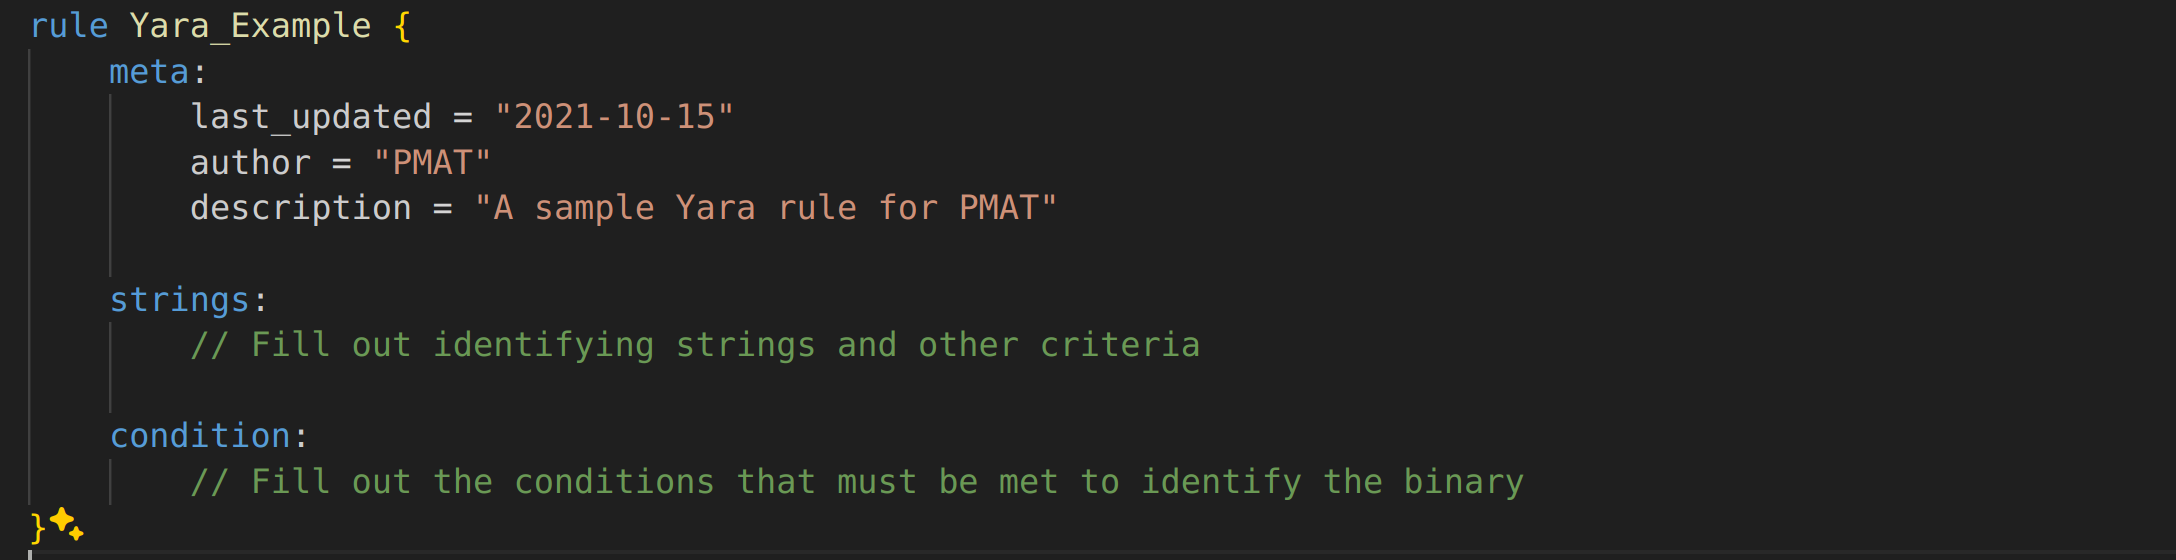 rule Yara_Example {
    meta:
        last_updated = "2021-10-15"
        author = "PMAT"
        description = "A sample Yara rule for PMAT"

    strings:
        // Fill out identifying strings and other criteria

    condition:
        // Fill out the conditions that must be met to identify the binary
}